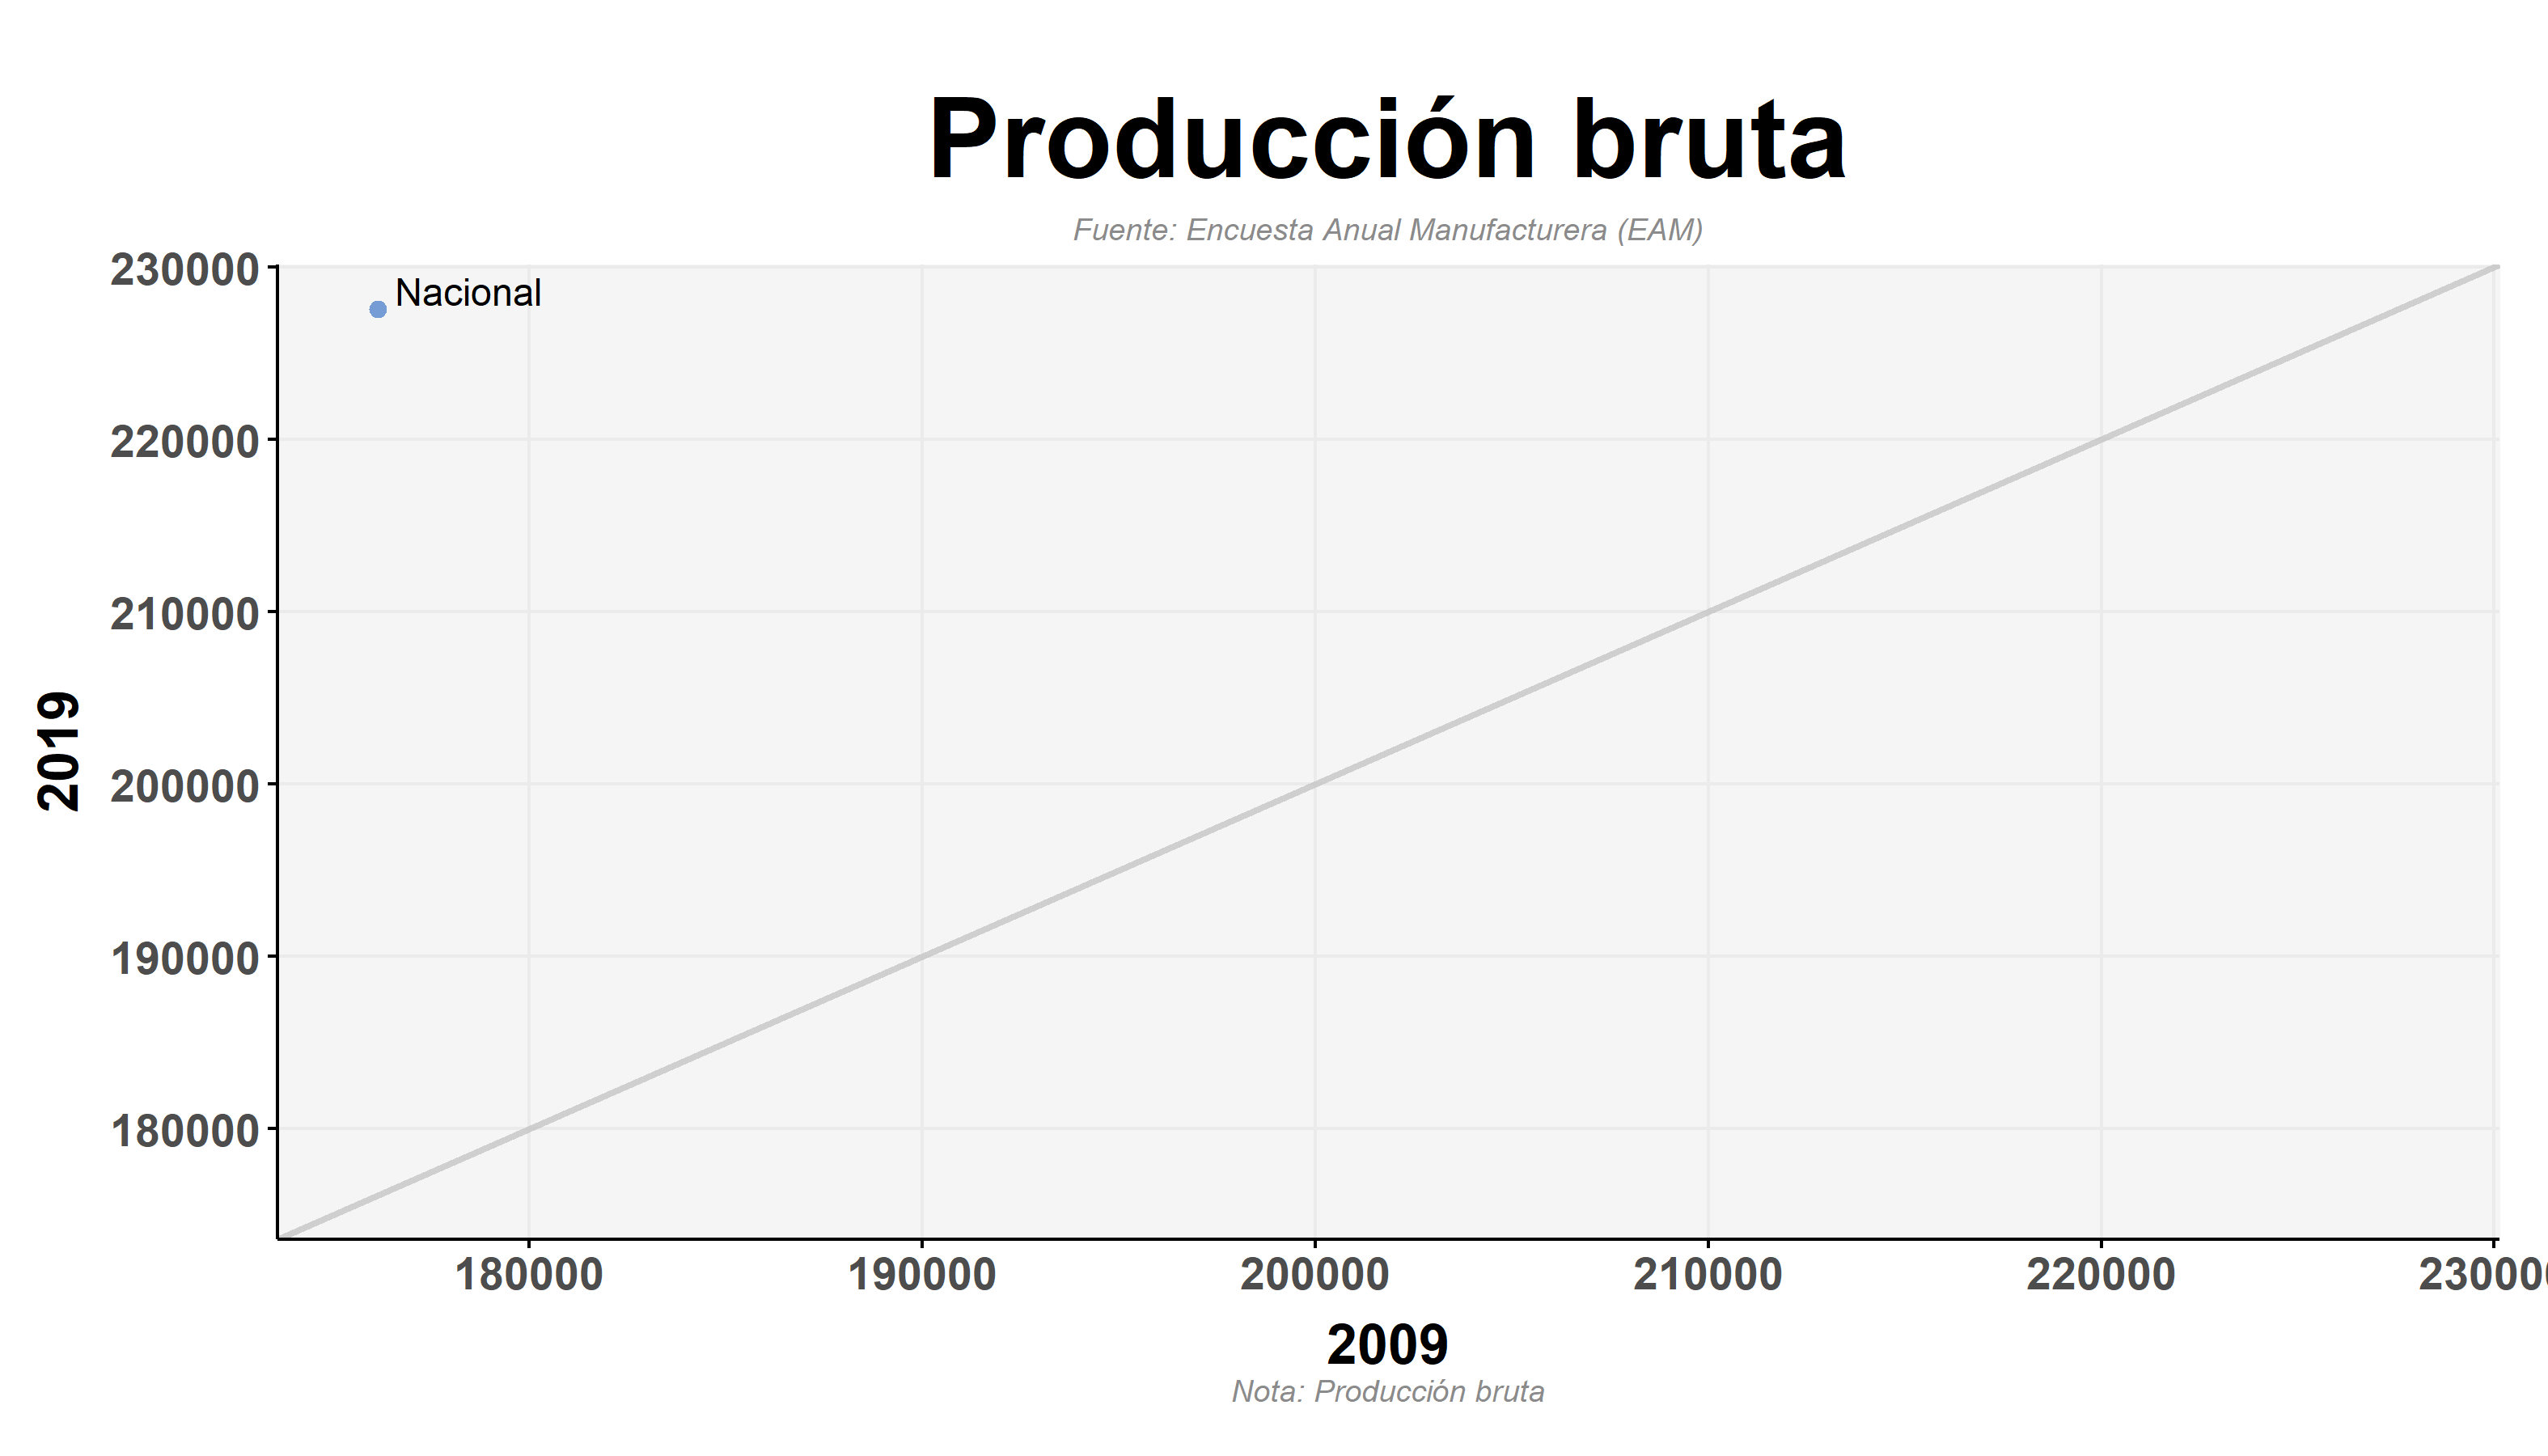 Producción bruta
Fuente: Encuesta Anual Manufacturera (EAM)
230000
Nacional
220000
210000
2019
200000
190000
180000
180000 190000 200000 210000 220000 23000
2009
Nota: Producción bruta